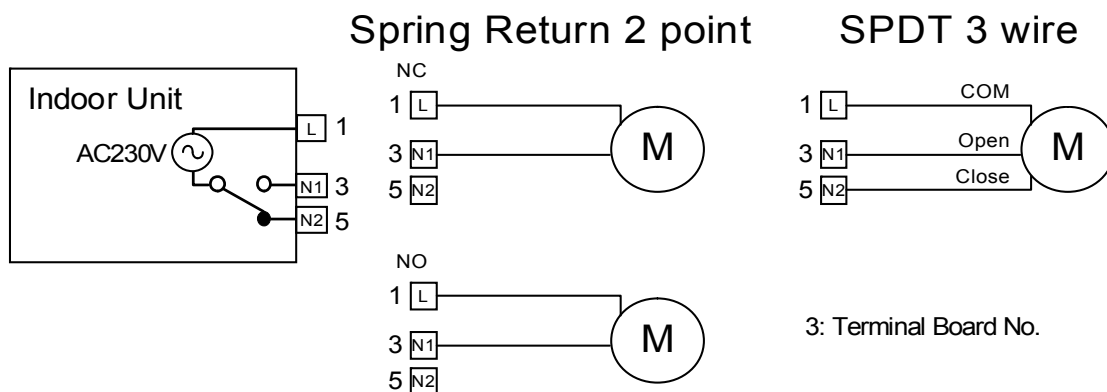 Spring Return 2 point
SPDT 3 wire
Indoor Unit
AC230V
L 1
N1 3
N2 5
NC
1 L
3 N1
5 N2
M
NO
1 L
3 N1
5 N2
M
1 L COM
3 N1 Open
5 N2 Close
M
3: Terminal Board No.